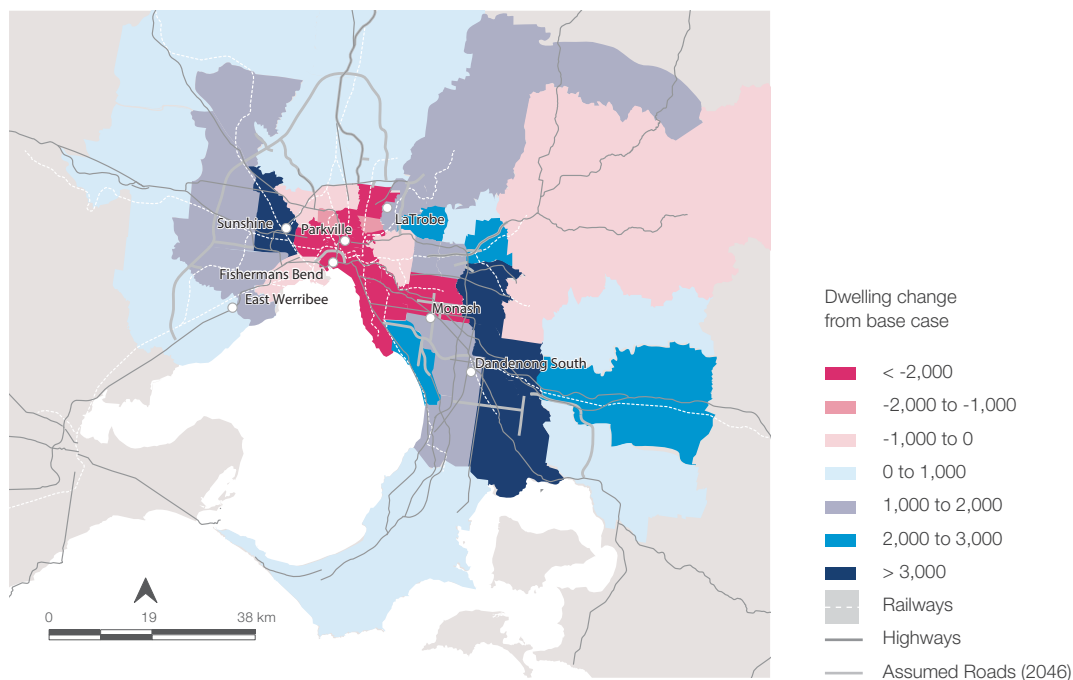 LaTrobe
Sunshine
Parkville
Fishermans Bend
East Werribee
Monash
Dandenong South
0 19 38 km
Dwelling change
from base case
< -2,000
-2,000 to -1,000
-1,000 to 0
0 to 1,000
1,000 to 2,000
2,000 to 3,000
> 3,000
Railways
Highways
Assumed Roads (2046)